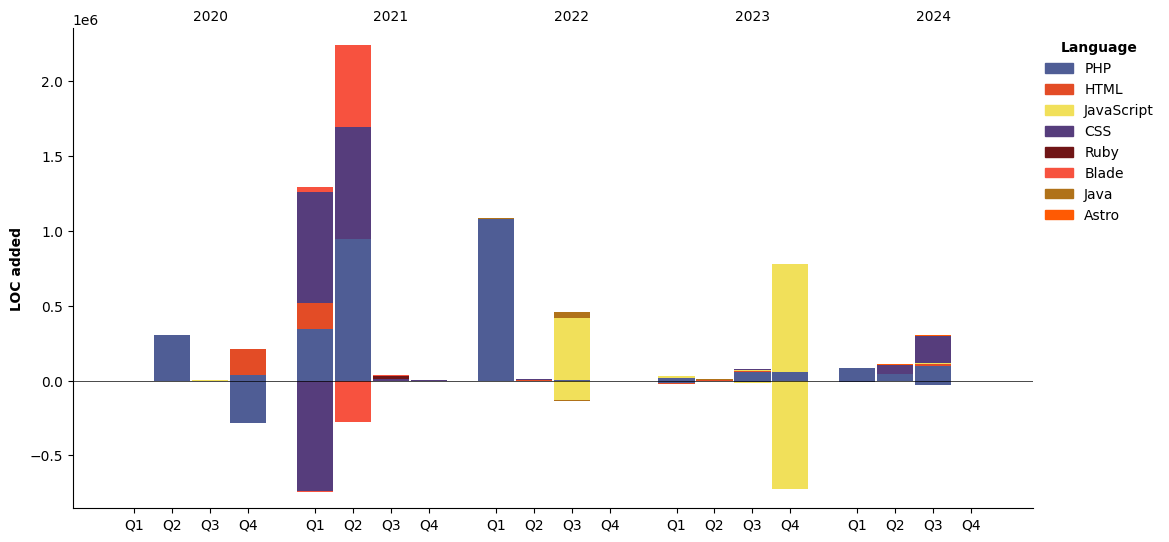 1e6
2020 2021 2022 2023 2024
Language
PHP
HTML
JavaScript
CSS
Ruby
Blade
Java
Astro
LOC added
2.0
1.5
1.0
0.5
0.0
−0.5
Q1 Q2 Q3 Q4 Q1 Q2 Q3 Q4 Q1 Q2 Q3 Q4 Q1 Q2 Q3 Q4 Q1 Q2 Q3 Q4